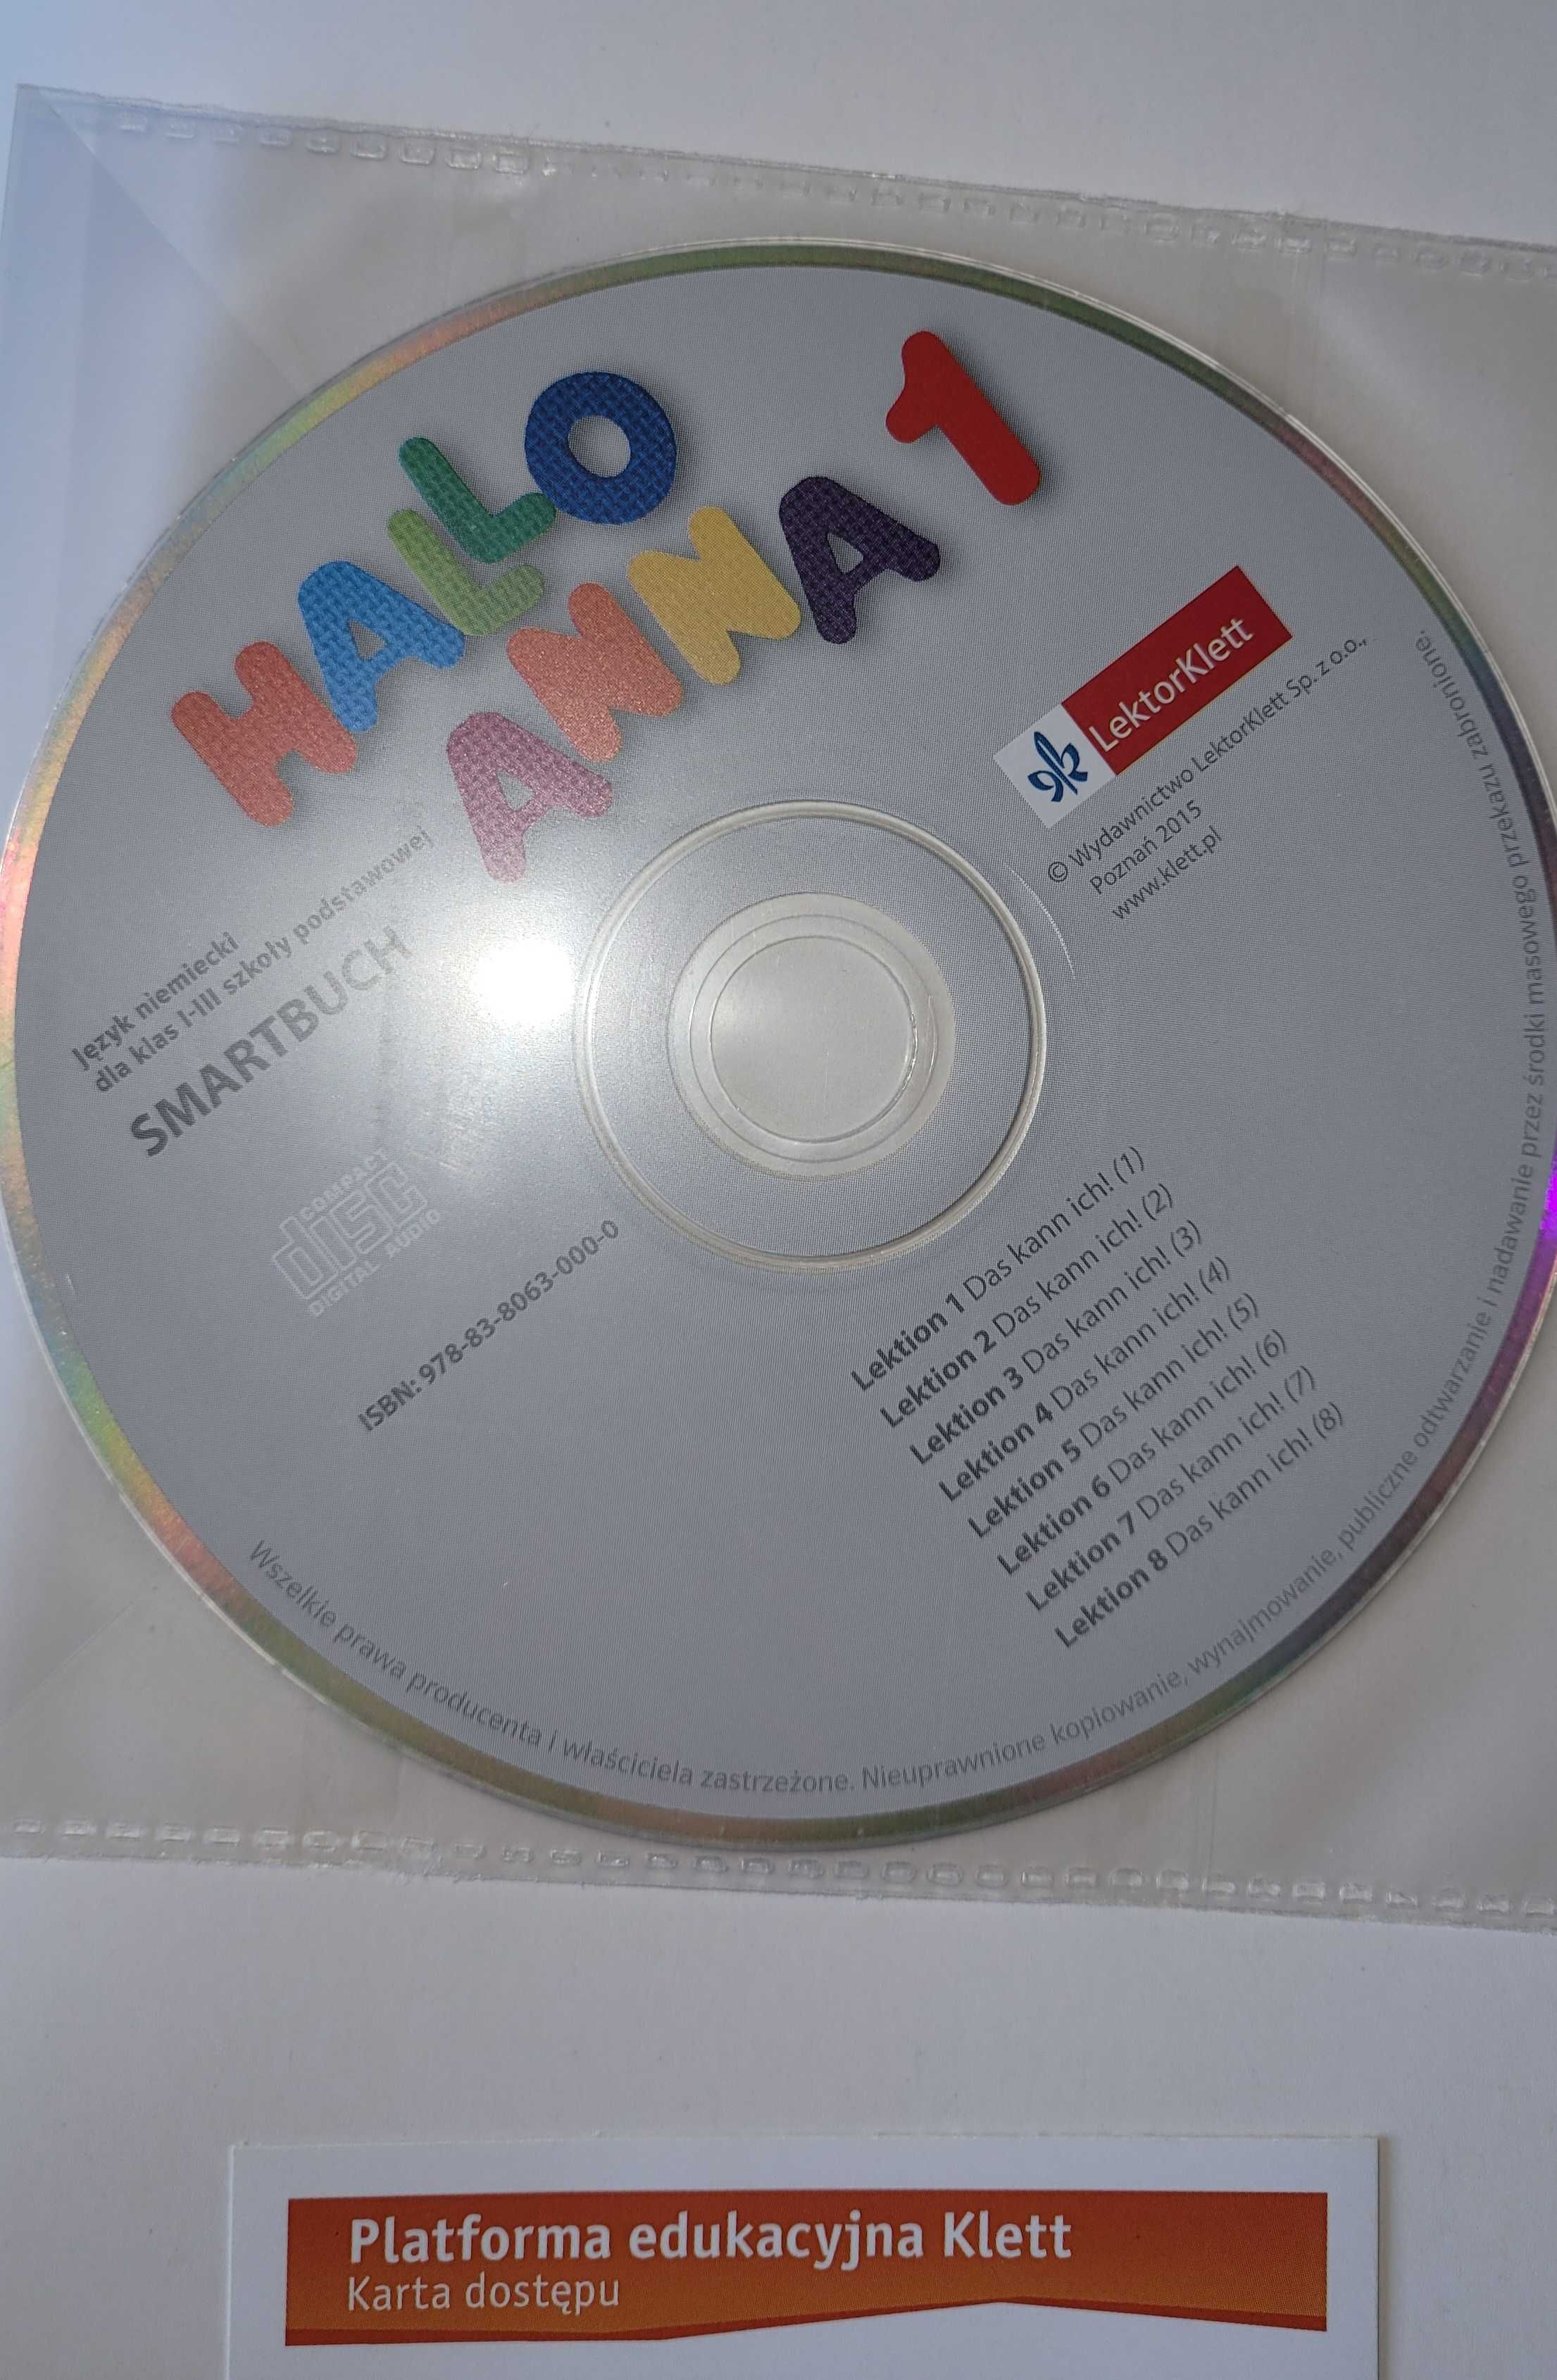 HALLO
ANNA 1
Język niemiecki
dla klas I-III szkoły podstawowej
SMARTBUCH
COMPACT
disc
DIGITAL AUDIO
ISBN: 978-83-8063-000-0
LektorKlett
© Wydawnictwo LektorKlett Sp. z o.o.,
Poznań 2015
www.klett.pl
Lektion 1 Das kann ich! (1)
Lektion 2 Das kann ich! (2)
Lektion 3 Das kann ich! (3)
Lektion 4 Das kann ich! (4)
Lektion 5 Das kann ich! (5)
Lektion 6 Das kann ich! (6)
Lektion 7 Das kann ich! (7)
Lektion 8 Das kann ich! (8)
Wszelkie prawa producenta i właściciela zastrzeżone. Nieuprawnione kopiowanie, wynajmowanie, publiczne odtwarzanie i nadawanie przez środki masowego przekazu zabronione.
Platforma edukacyjna Klett
Karta dostępu